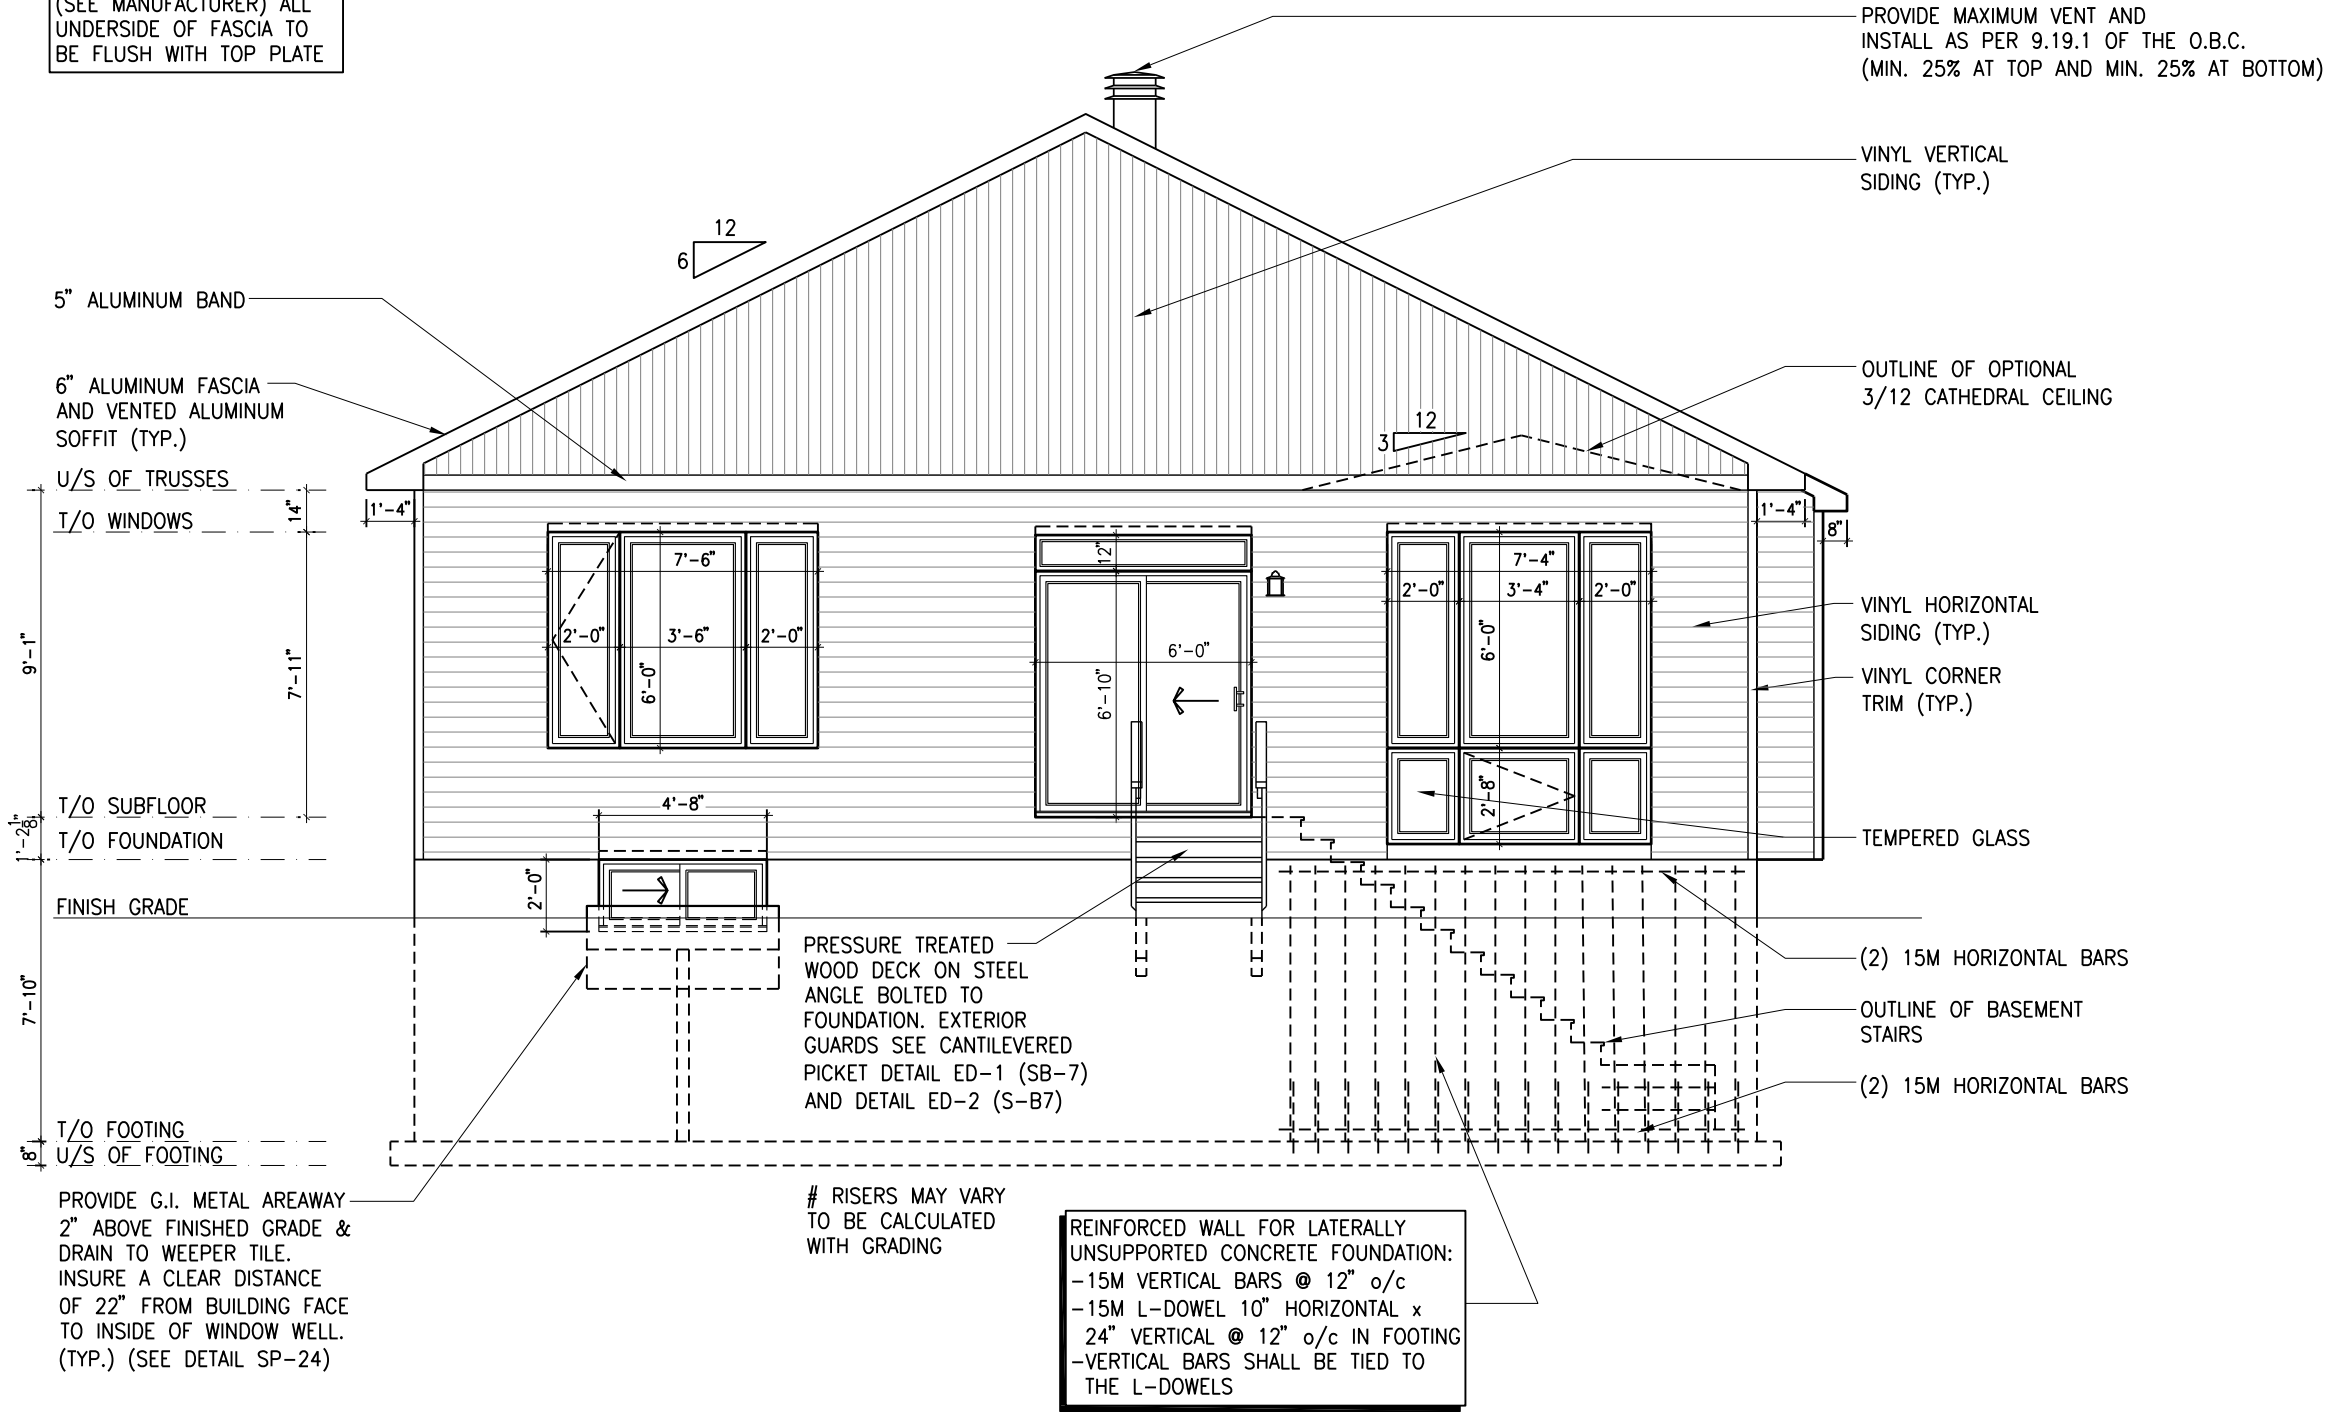 (SEE MANUFACTURER) ALL
UNDERSIDE OF FASCIA TO
BE FLUSH WITH TOP PLATE
PROVIDE MAXIMUM VENT AND
INSTALL AS PER 9.19.1 OF THE O.B.C.
(MIN. 25% AT TOP AND MIN. 25% AT BOTTOM)
VINYL VERTICAL
SIDING (TYP.)
12
6
5" ALUMINUM BAND
6" ALUMINUM FASCIA
AND VENTED ALUMINUM
SOFFIT (TYP.)
OUTLINE OF OPTIONAL
3/12 CATHEDRAL CEILING
12
3
U/S OF TRUSSES
T/O WINDOWS
14"
1'-4"
1'-4"
8"
9'-1"
7'-11"
7'-6"
2'-0"
3'-6"
2'-0"
6'-0"
12"
6'-0"
6'-10"
7'-4"
2'-0"
3'-4"
2'-0"
6'-0"
2'-8"
VINYL HORIZONTAL
SIDING (TYP.)
VINYL CORNER
TRIM (TYP.)
T/O SUBFLOOR
1'-2 1/8"
T/O FOUNDATION
4'-8"
2'-0"
TEMPERED GLASS
FINISH GRADE
7'-10"
PRESSURE TREATED
WOOD DECK ON STEEL
ANGLE BOLTED TO
FOUNDATION. EXTERIOR
GUARDS SEE CANTILEVERED
PICKET DETAIL ED-1 (SB-7)
AND DETAIL ED-2 (S-B7)
(2) 15M HORIZONTAL BARS
OUTLINE OF BASEMENT
STAIRS
(2) 15M HORIZONTAL BARS
T/O FOOTING
8"
U/S OF FOOTING
PROVIDE G.I. METAL AREAWAY
2" ABOVE FINISHED GRADE &
DRAIN TO WEEPER TILE.
INSURE A CLEAR DISTANCE
OF 22" FROM BUILDING FACE
TO INSIDE OF WINDOW WELL.
(TYP.) (SEE DETAIL SP-24)
# RISERS MAY VARY
TO BE CALCULATED
WITH GRADING
REINFORCED WALL FOR LATERALLY
UNSUPPORTED CONCRETE FOUNDATION:
-15M VERTICAL BARS @ 12" o/c
-15M L-DOWEL 10" HORIZONTAL x
24" VERTICAL @ 12" o/c IN FOOTING
-VERTICAL BARS SHALL BE TIED TO
THE L-DOWELS